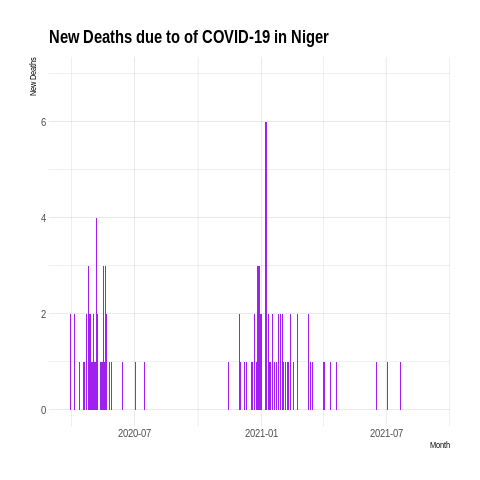 New Deaths due to of COVID-19 in Niger
New Deaths
6
4
2
0
2020-07 2021-01 2021-07
Month